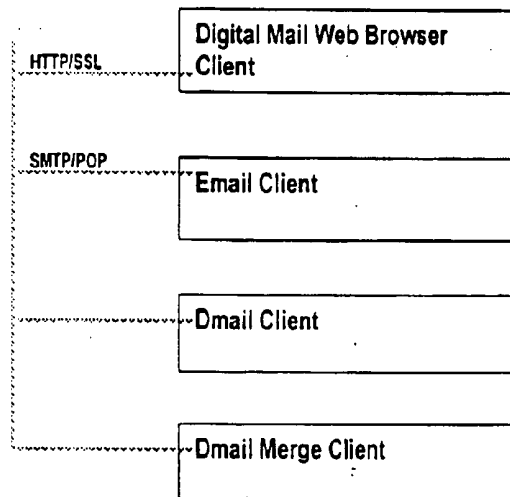 Digital Mail Web Browser
Client
HTTP/SSL
SMTP/POP
Email Client
Dmail Client
Dmail Merge Client